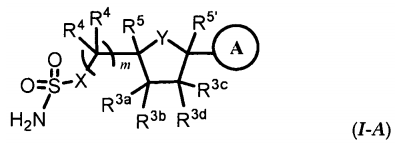 R⁴ R⁴ R⁵ Y R⁵' A
O S O X m
H₂N R³ᵃ R³ᵇ R³ᶜ R³ᵈ
(I-A)